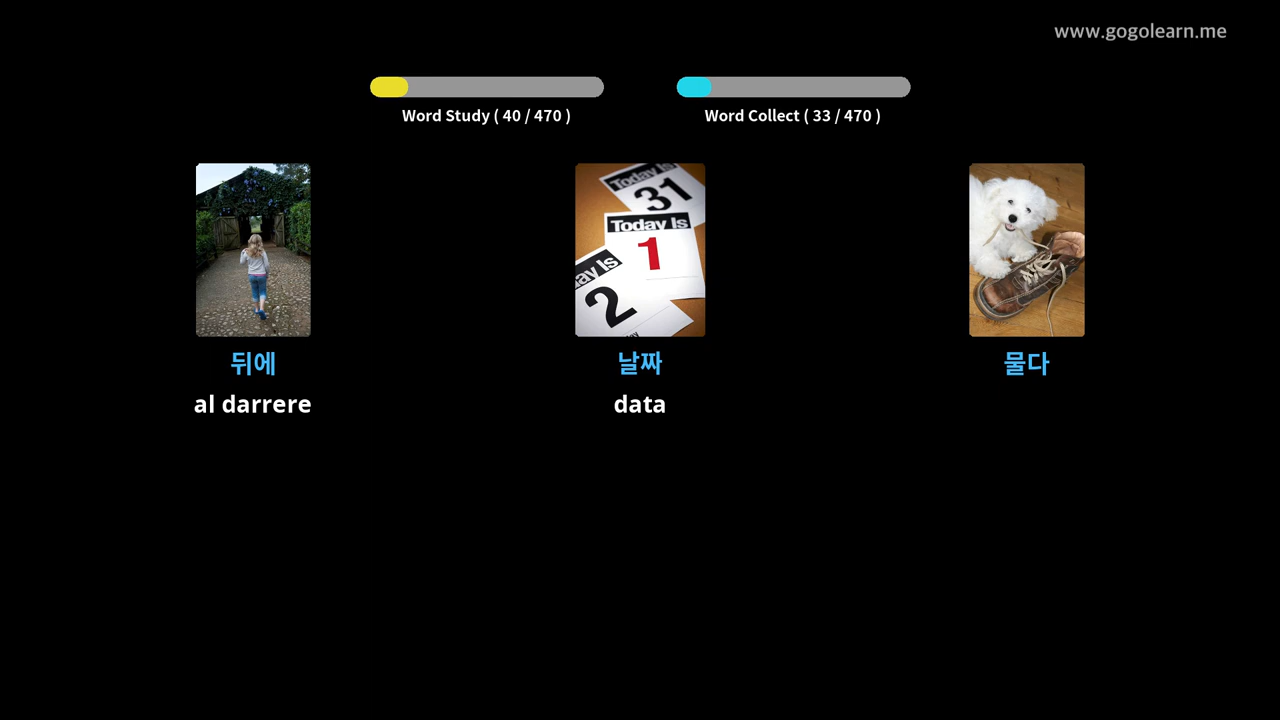 www.gogolearn.me
Word Study ( 40 / 470 )
Word Collect ( 33 / 470 )
Today Is
31
Today Is
1
ay Is
2
뒤에
날짜
물다
al darrere
data